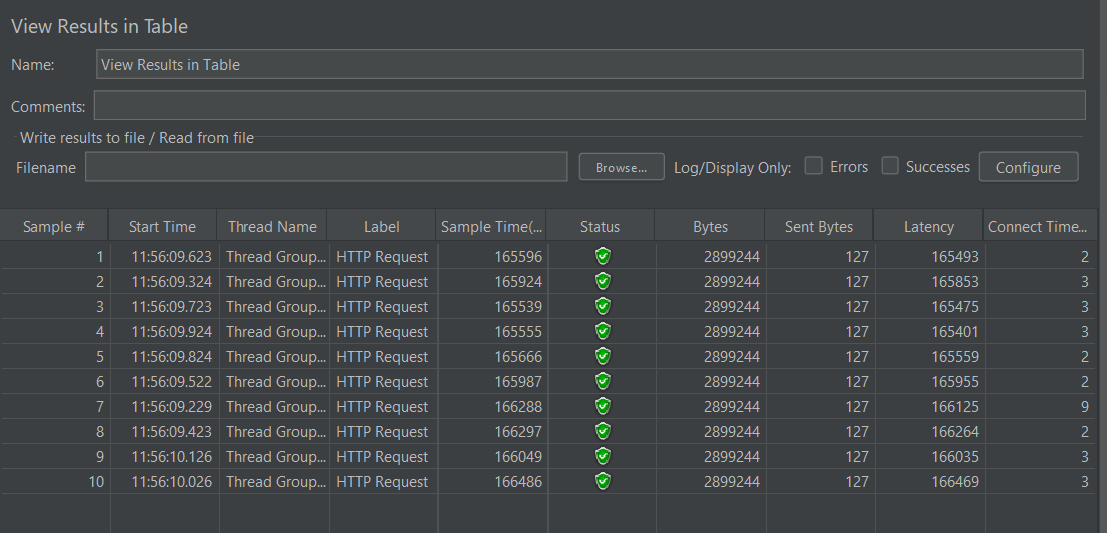 View Results in Table
Name: View Results in Table
Comments:
Write results to file / Read from file
Filename Browse... Log/Display Only: Errors Successes Configure
Sample # Start Time Thread Name Label Sample Time(... Status Bytes Sent Bytes Latency Connect Time...
1 11:56:09.623 Thread Group... HTTP Request 165596 2899244 127 165493 2
2 11:56:09.324 Thread Group... HTTP Request 165924 2899244 127 165853 3
3 11:56:09.723 Thread Group... HTTP Request 165539 2899244 127 165475 3
4 11:56:09.924 Thread Group... HTTP Request 165555 2899244 127 165401 3
5 11:56:09.824 Thread Group... HTTP Request 165666 2899244 127 165559 2
6 11:56:09.522 Thread Group... HTTP Request 165987 2899244 127 165955 2
7 11:56:09.229 Thread Group... HTTP Request 166288 2899244 127 166125 9
8 11:56:09.423 Thread Group... HTTP Request 166297 2899244 127 166264 2
9 11:56:10.126 Thread Group... HTTP Request 166049 2899244 127 166035 3
10 11:56:10.026 Thread Group... HTTP Request 166486 2899244 127 166469 3